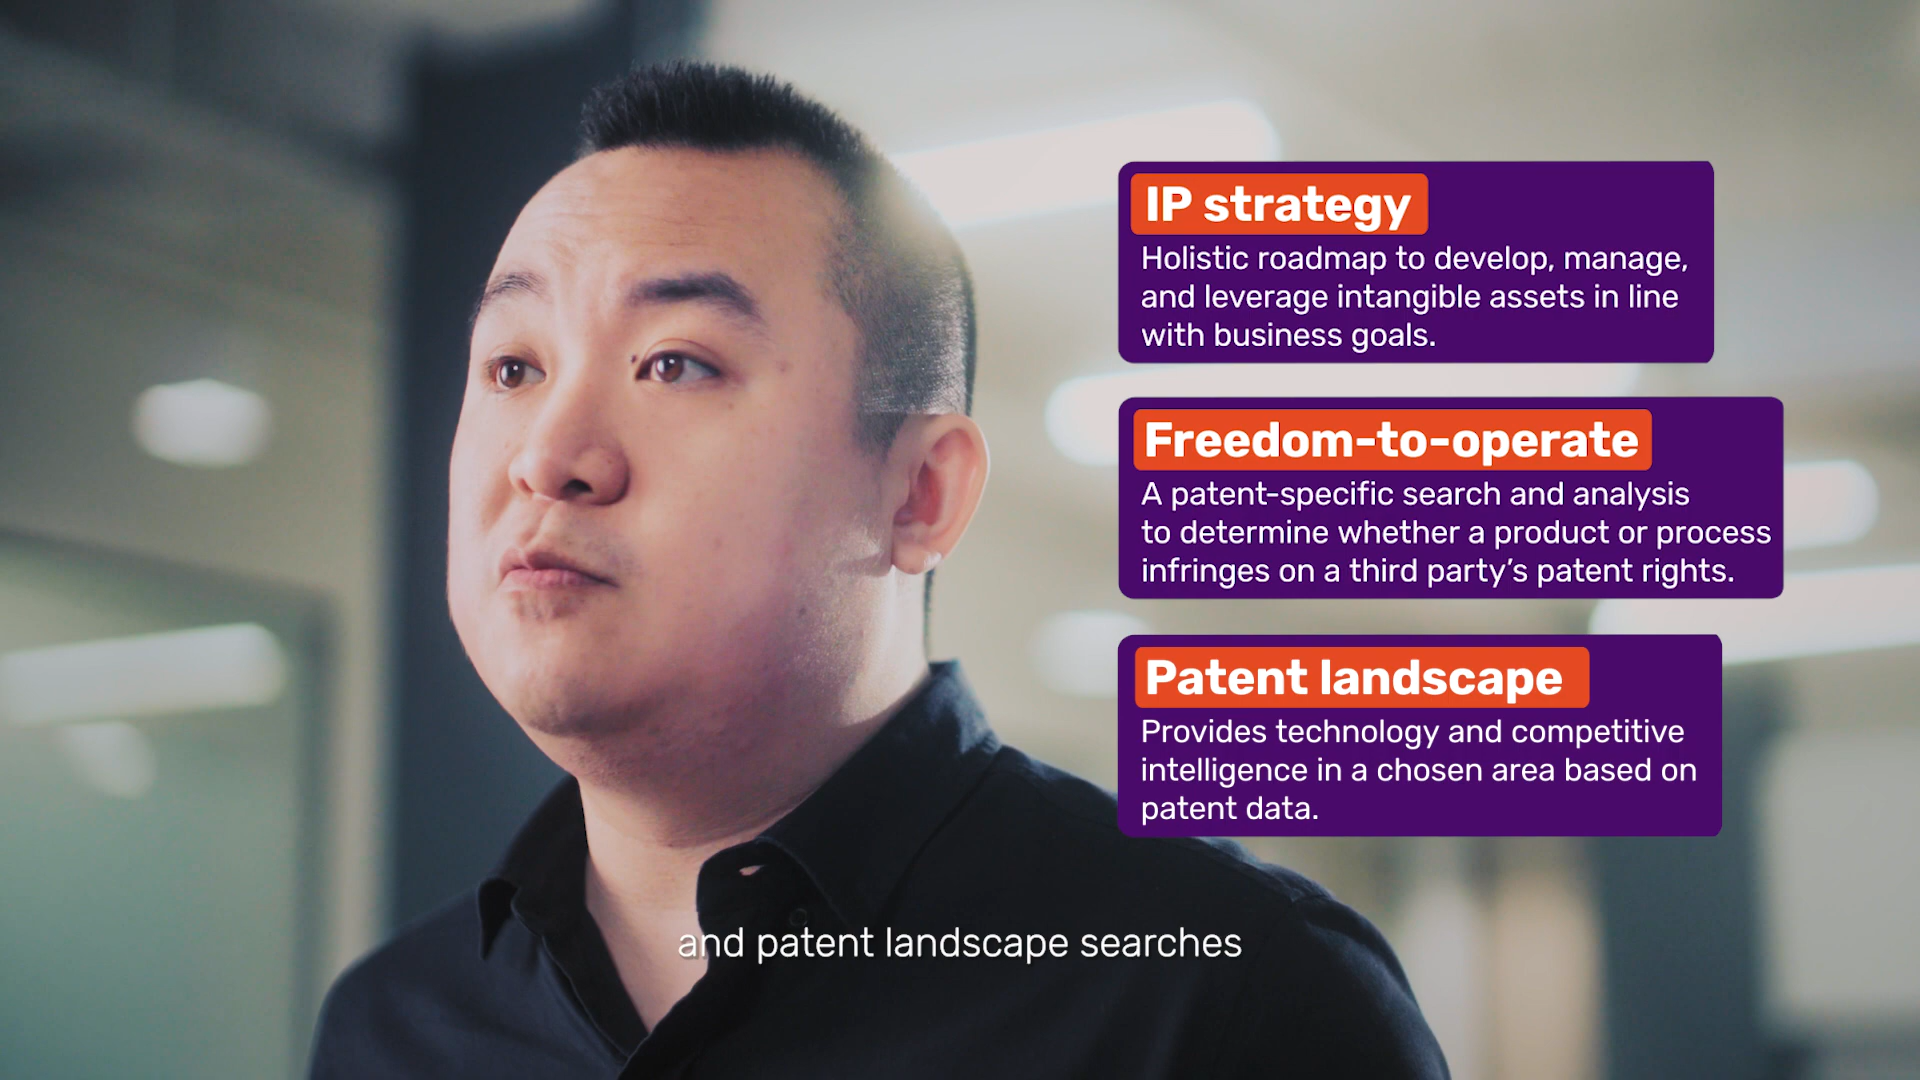 IP strategy
Holistic roadmap to develop, manage,
and leverage intangible assets in line
with business goals.
Freedom-to-operate
A patent-specific search and analysis
to determine whether a product or process
infringes on a third party’s patent rights.
Patent landscape
Provides technology and competitive
intelligence in a chosen area based on
patent data.
and patent landscape searches